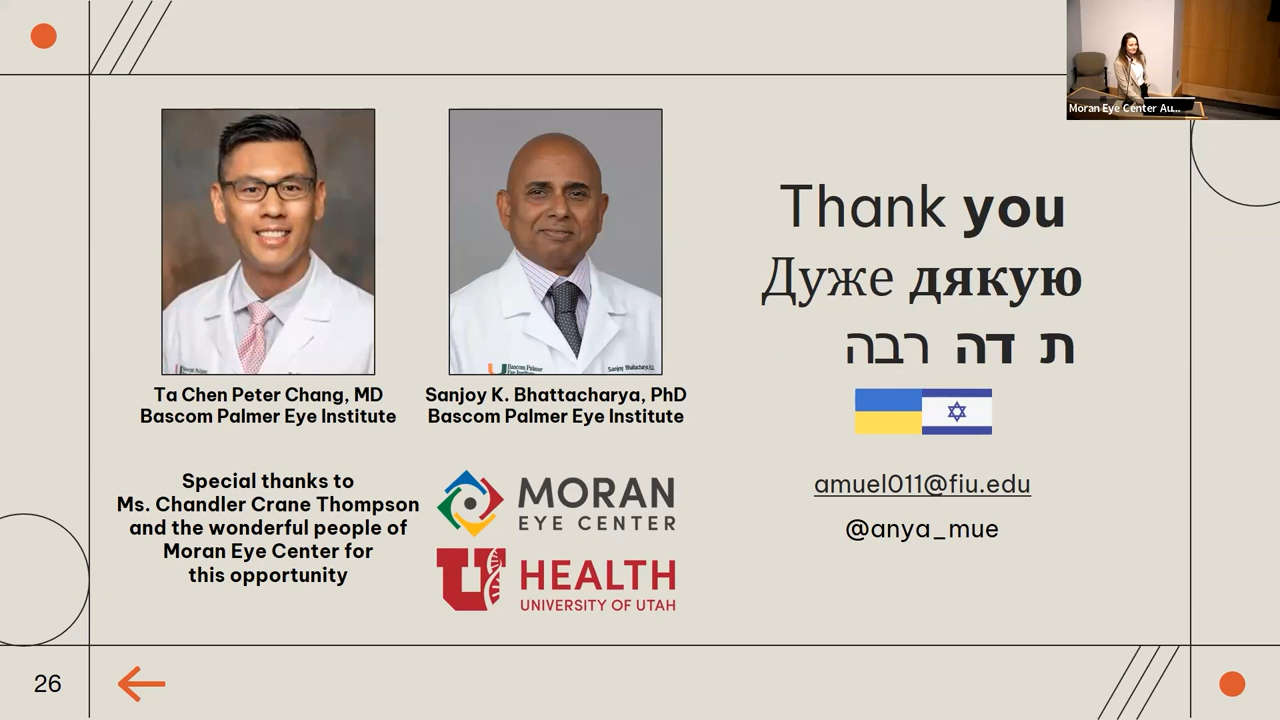 Moran Eye Center Au...
Thank you
Дуже дякую
ת דה רבה
Ta Chen Peter Chang, MD
Bascom Palmer Eye Institute
Sanjoy K. Bhattacharya, PhD
Bascom Palmer Eye Institute
Special thanks to
Ms. Chandler Crane Thompson
and the wonderful people of
Moran Eye Center for
this opportunity
MORAN
EYE CENTER
U HEALTH
UNIVERSITY OF UTAH
amuel011@fiu.edu
@anya_mue
26